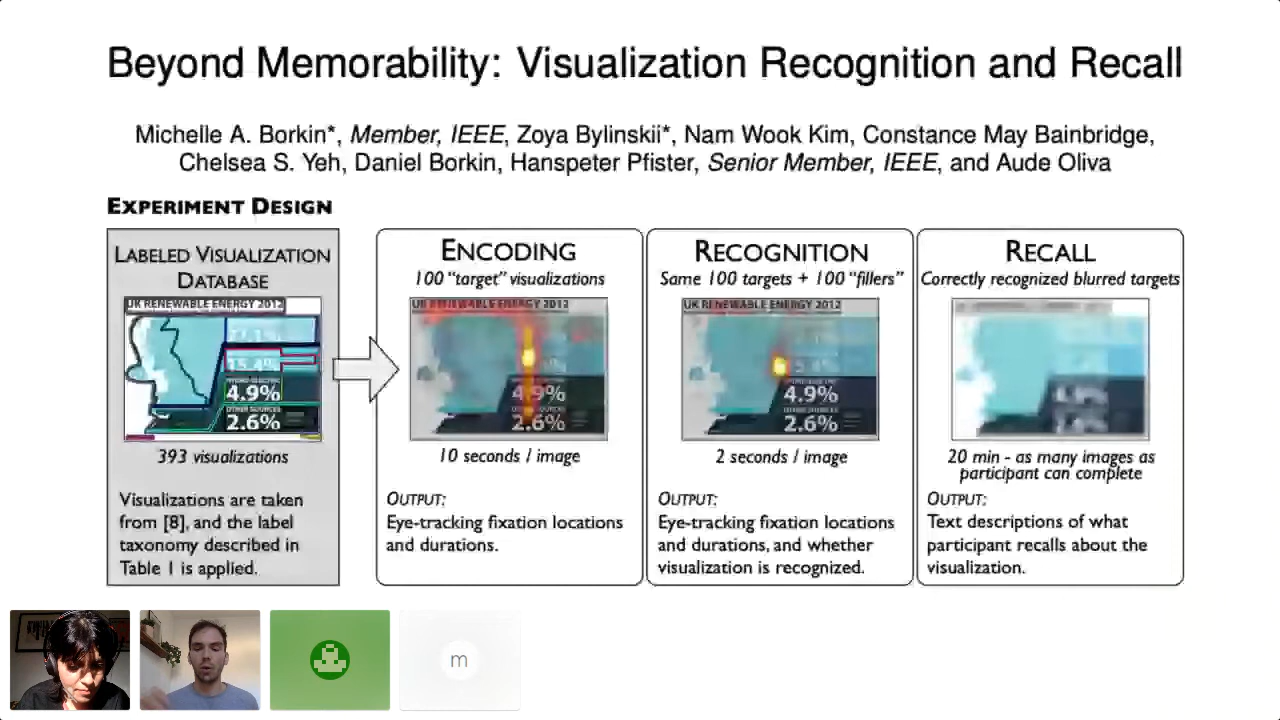 Beyond Memorability: Visualization Recognition and Recall
Michelle A. Borkin*, Member, IEEE, Zoya Bylinskii*, Nam Wook Kim, Constance May Bainbridge,
Chelsea S. Yeh, Daniel Borkin, Hanspeter Pfister, Senior Member, IEEE, and Aude Oliva
EXPERIMENT DESIGN
LABELED VISUALIZATION
DATABASE
UK RENEWABLE ENERGY 2012
15.4%
4.9%
OTHER SOURCES
2.6%
393 visualizations
Visualizations are taken
from [8], and the label
taxonomy described in
Table 1 is applied.
ENCODING
100 "target" visualizations
UK RENEWABLE ENERGY 2012
4.9%
2.6%
10 seconds / image
OUTPUT:
Eye-tracking fixation locations
and durations.
RECOGNITION
Same 100 targets + 100 "fillers"
UK RENEWABLE ENERGY 2012
4.9%
OTHER SOURCES
2.6%
2 seconds / image
OUTPUT:
Eye-tracking fixation locations
and durations, and whether
visualization is recognized.
RECALL
Correctly recognized blurred targets
20 min - as many images as
participant can complete
OUTPUT:
Text descriptions of what
participant recalls about the
visualization.
m